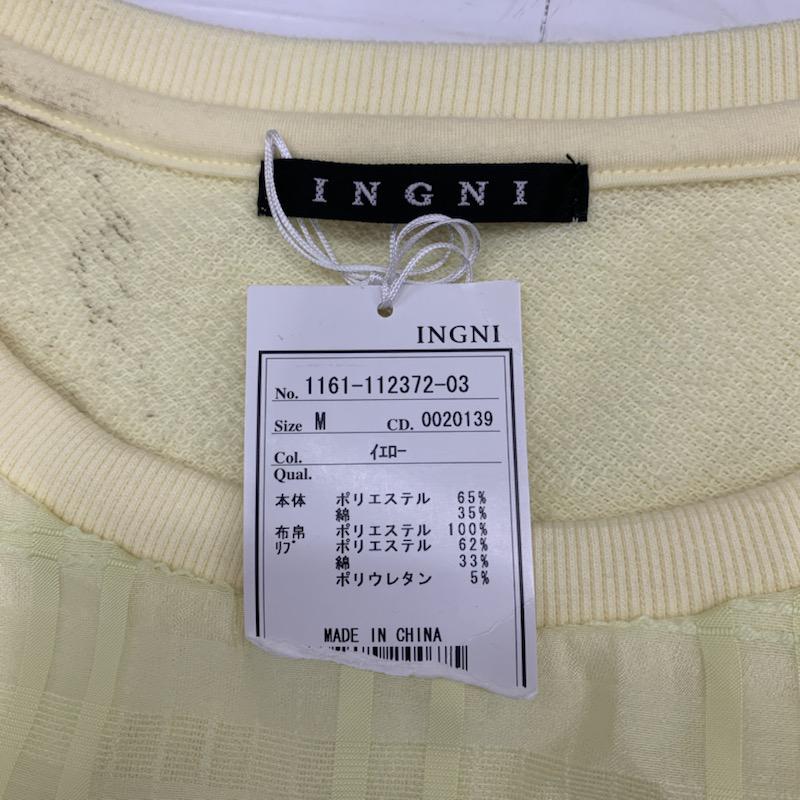 INGNI
INGNI
No. 1161-112372-03
Size M CD. 0020139
Col. ｲｴﾛｰ
Qual.
本体 ポリエステル 65%
綿 35%
布帛 ポリエステル 100%
ﾘﾌﾞ ポリエステル 62%
綿 33%
ポリウレタン 5%
MADE IN CHINA